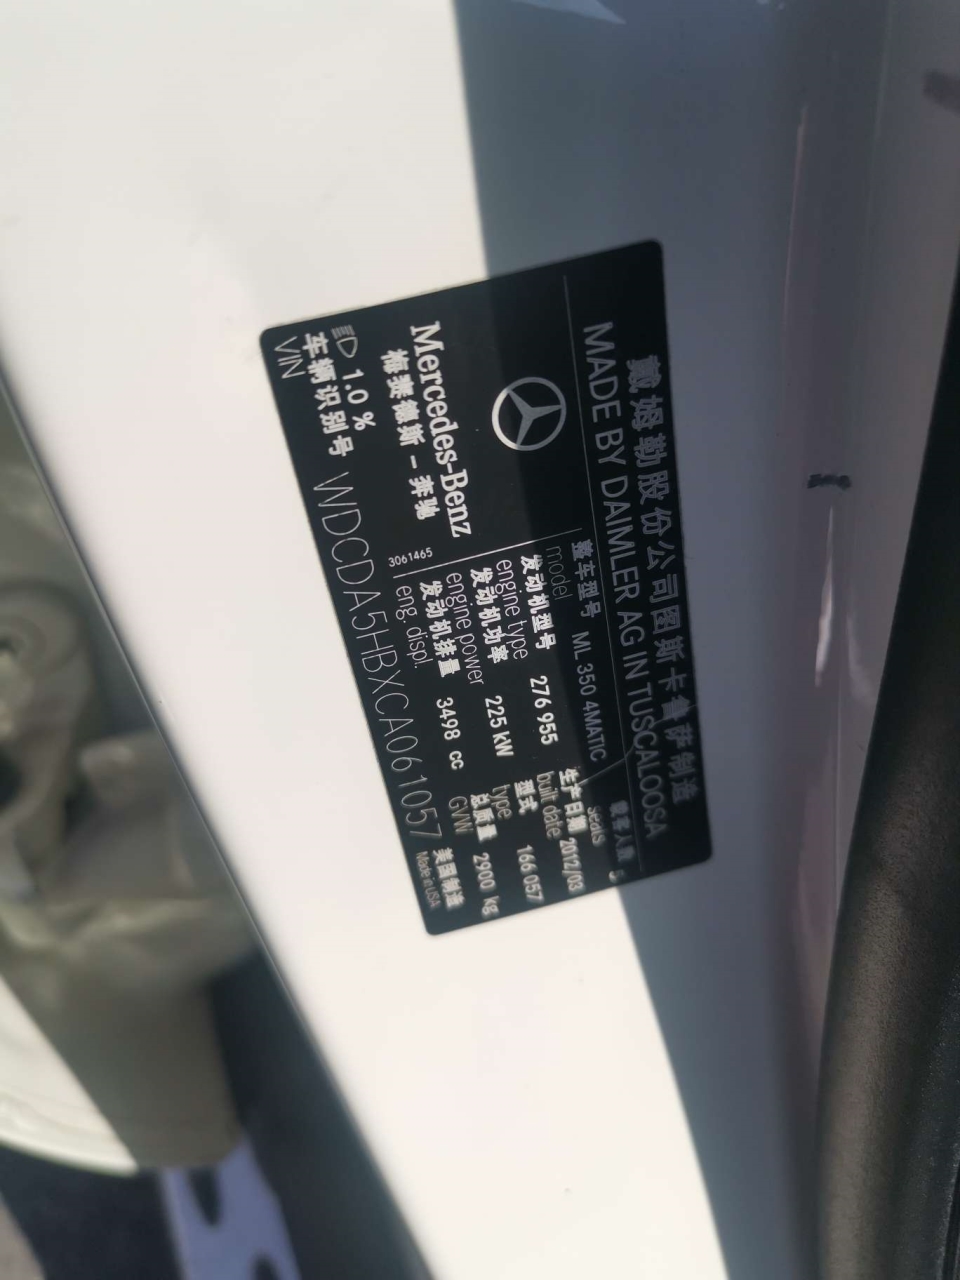 戴姆勒股份公司图斯卡鲁萨制造
MADE BY DAIMLER AG IN TUSCALOOSA
Mercedes-Benz
梅赛德斯－奔驰
整车型号 ML 350 4MATIC 乘客人数 5
model seats
发动机型号 276 955 生产日期 2012/03
engine type built date
发动机功率 225 kW 型式 166 057
engine power type
发动机排量 3498 cc 总质量 2900 kg
eng. displ. GVW
3061465
1.0 %
美国制造
Made in USA
车辆识别号 WDCDA5HBXCA061057
VIN